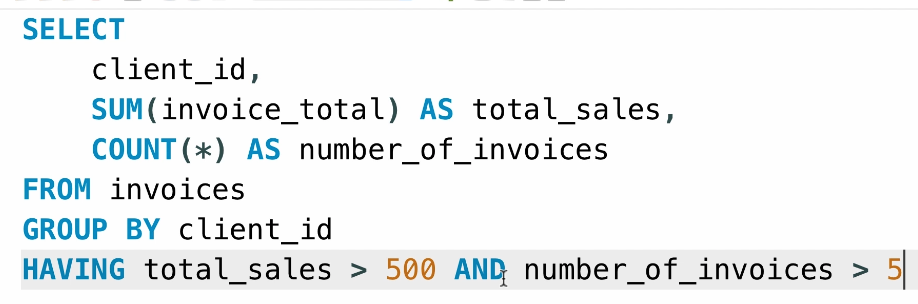 SELECT
client_id,
SUM(invoice_total) AS total_sales,
COUNT(*) AS number_of_invoices
FROM invoices
GROUP BY client_id
HAVING total_sales > 500 AND number_of_invoices > 5